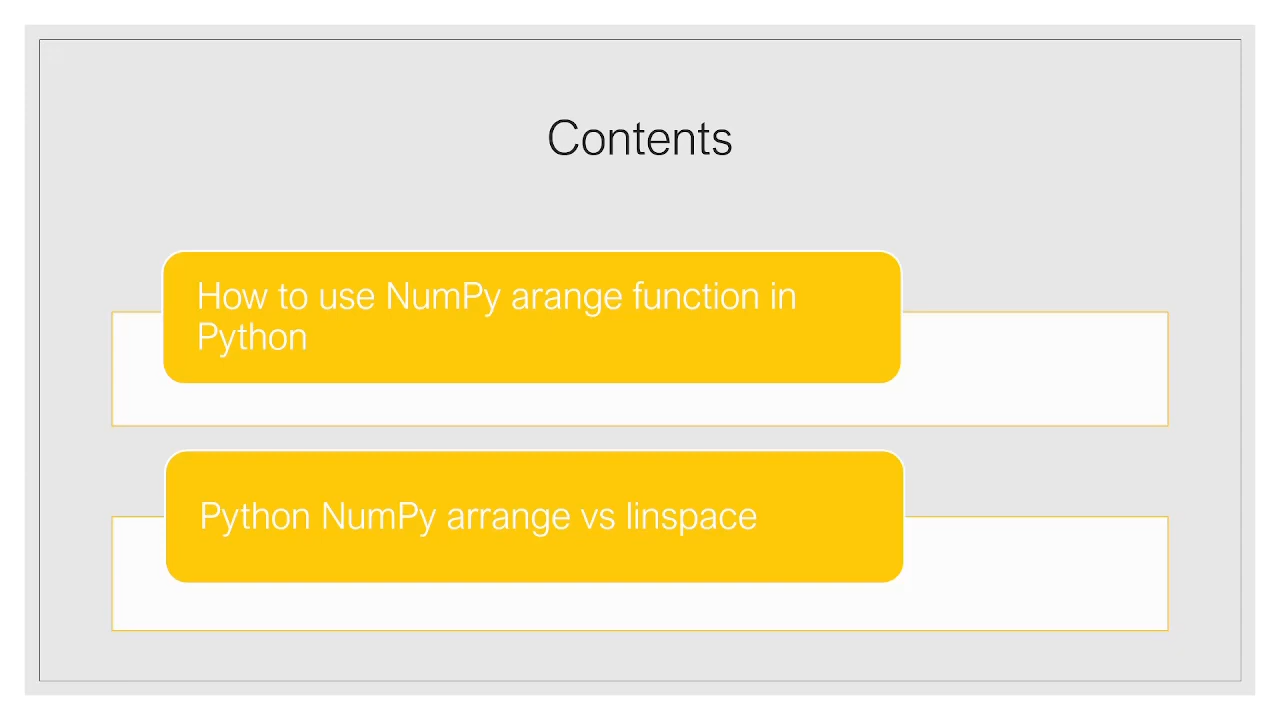 Contents
How to use NumPy arange function in
Python
Python NumPy arrange vs linspace